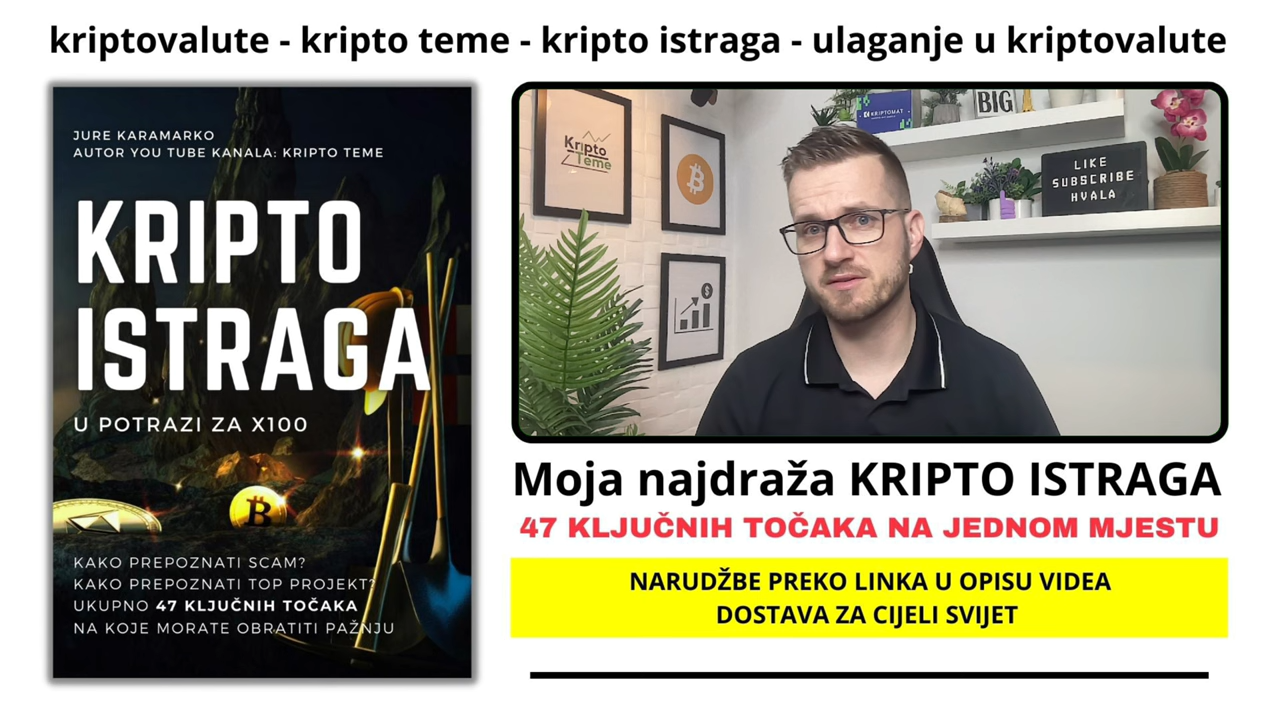 kriptovalute - kripto teme - kripto istraga - ulaganje u kriptovalute
JURE KARAMARKO
AUTOR YOU TUBE KANALA: KRIPTO TEME
KRIPTO
ISTRAGA
U POTRAZI ZA X100
KAKO PREPOZNATI SCAM?
KAKO PREPOZNATI TOP PROJEKT?
UKUPNO 47 KLJUČNIH TOČAKA
NA KOJE MORATE OBRATITI PAŽNJU
Kripto
Teme
KRIPTOMAT
BIG
LIKE
SUBSCRIBE
HVALA
Moja najdraža KRIPTO ISTRAGA
47 KLJUČNIH TOČAKA NA JEDNOM MJESTU
NARUDŽBE PREKO LINKA U OPISU VIDEA
DOSTAVA ZA CIJELI SVIJET